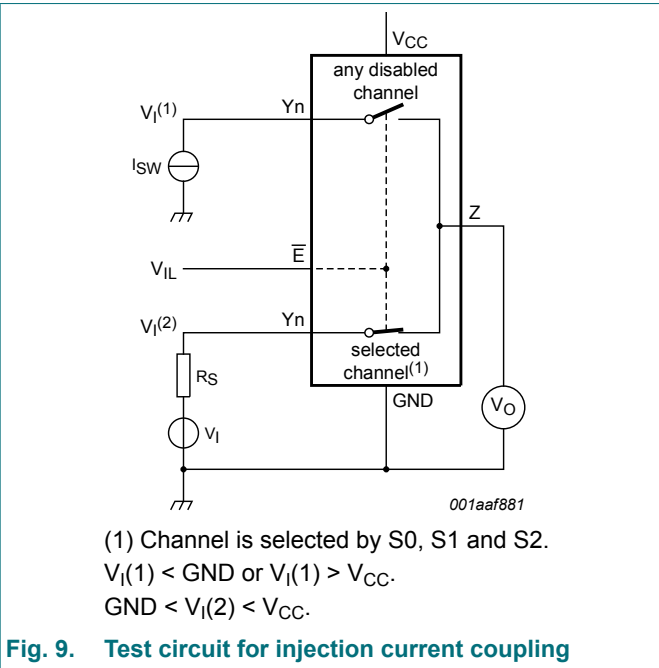 VCC
any disabled
channel
VI(1)
Yn
ISW
Z
E
VIL
VI(2)
Yn
selected
channel(1)
RS
GND
VO
VI
001aaf881
(1) Channel is selected by S0, S1 and S2.
VI(1) < GND or VI(1) > VCC.
GND < VI(2) < VCC.
Fig. 9. Test circuit for injection current coupling